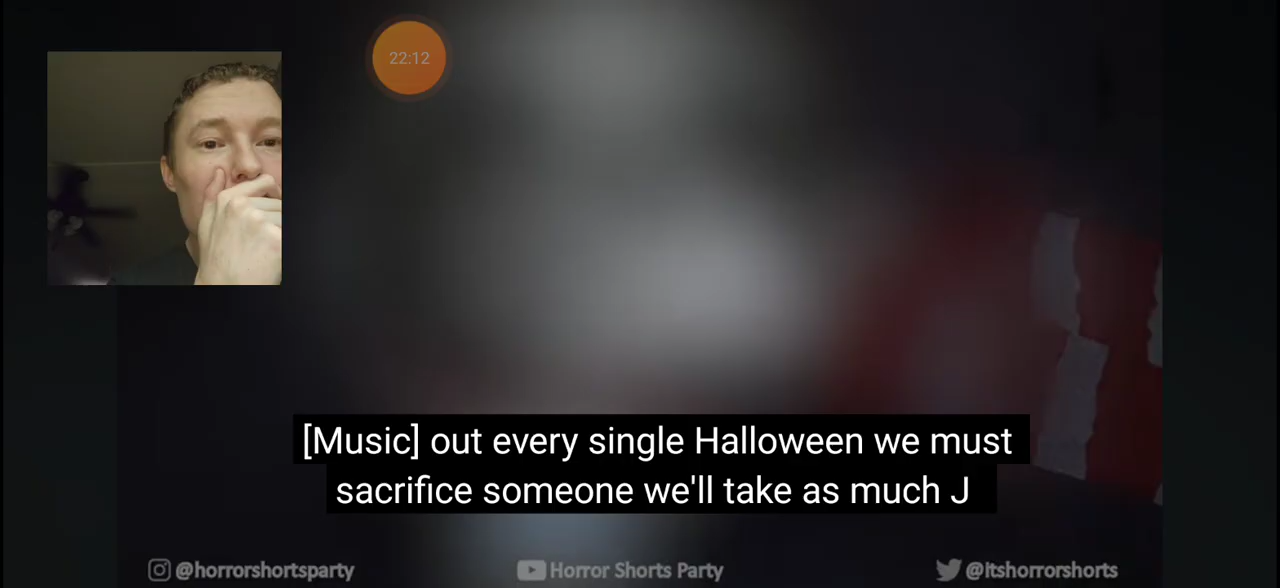 22:12
[Music] out every single Halloween we must
sacrifice someone we'll take as much J
@horrorshortsparty
Horror Shorts Party
@Itshorrorshorts